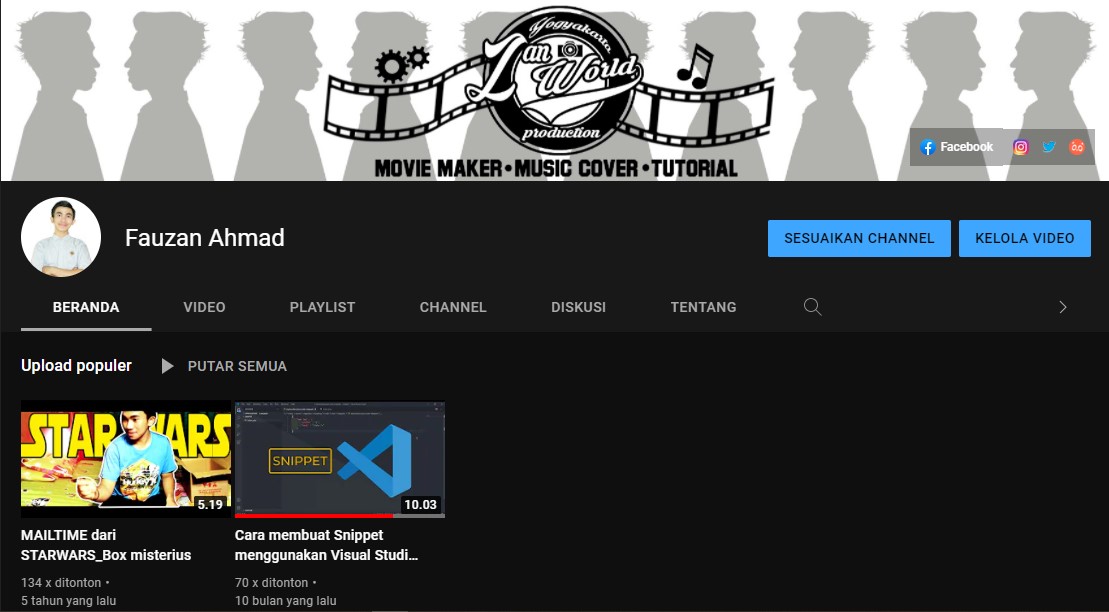 Yogyakarta
Zan
World
production
MOVIE MAKER•MUSIC COVER•TUTORIAL
Facebook
Fauzan Ahmad
SESUAIKAN CHANNEL
KELOLA VIDEO
BERANDA
VIDEO
PLAYLIST
CHANNEL
DISKUSI
TENTANG
Upload populer
PUTAR SEMUA
STARWARS
5.19
SNIPPET
10.03
MAILTIME dari
STARWARS_Box misterius
134 x ditonton •
5 tahun yang lalu
Cara membuat Snippet
menggunakan Visual Studi...
70 x ditonton •
10 bulan yang lalu